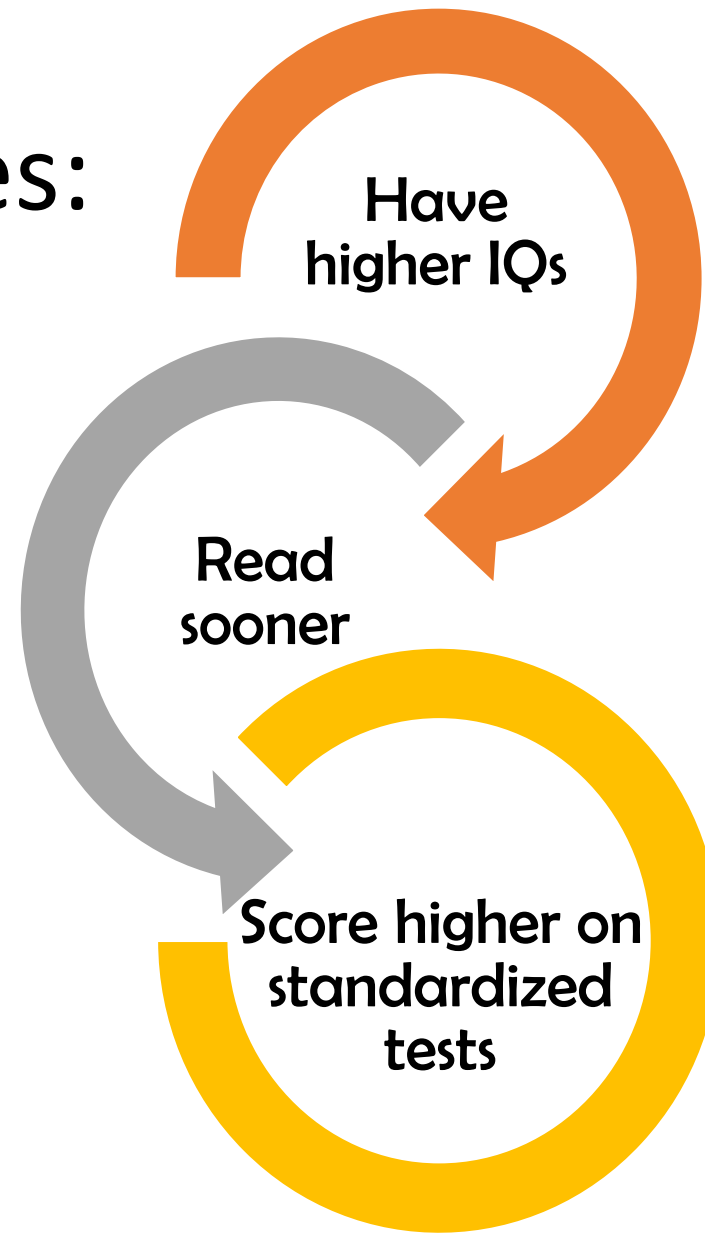 es:
Have
higher IQs
Read
sooner
Score higher on
standardized
tests